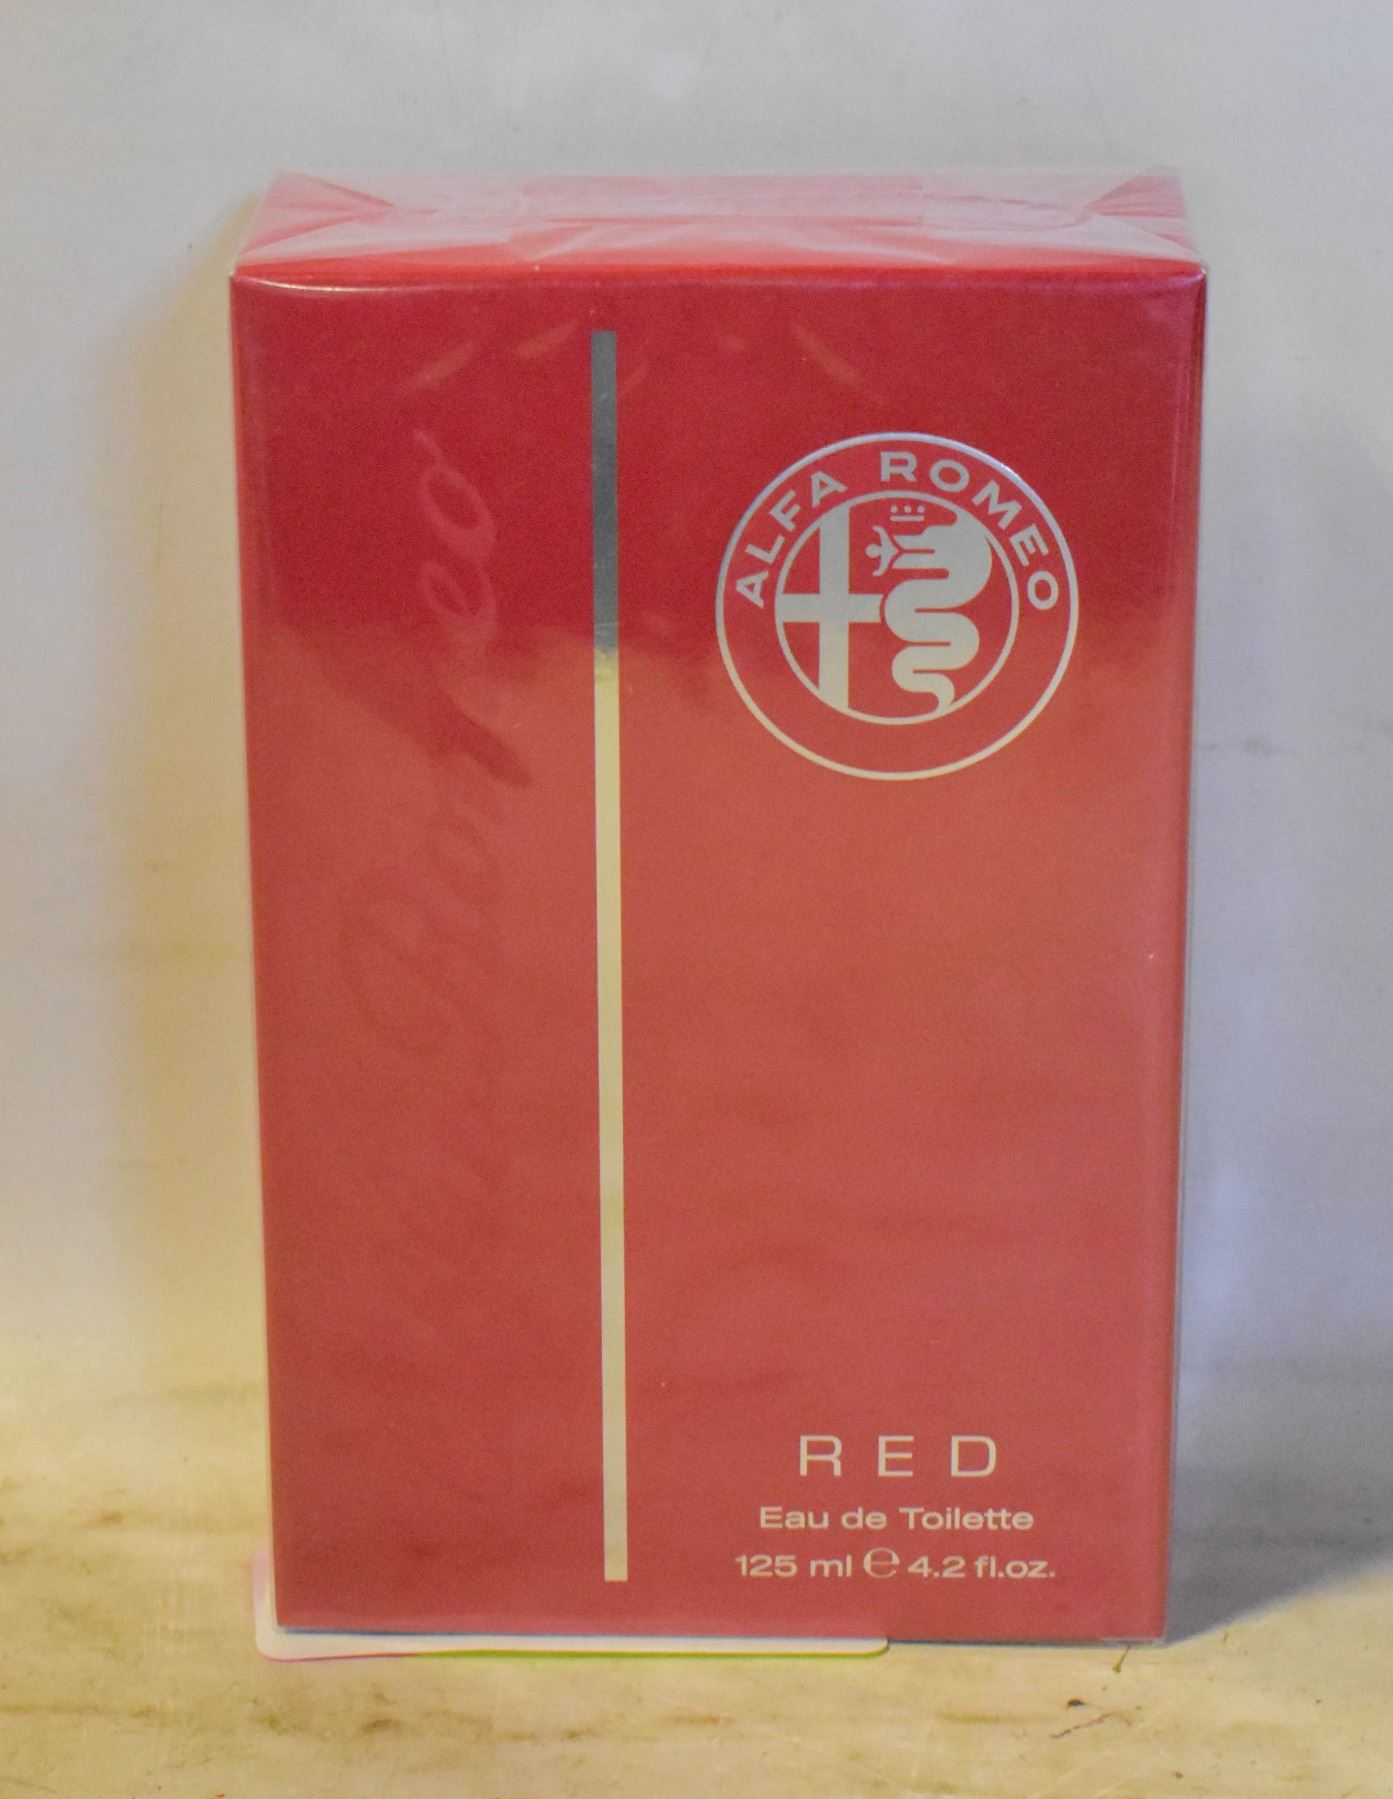 ALFA ROMEO
RED
Eau de Toilette
125 ml ℮ 4.2 fl.oz.